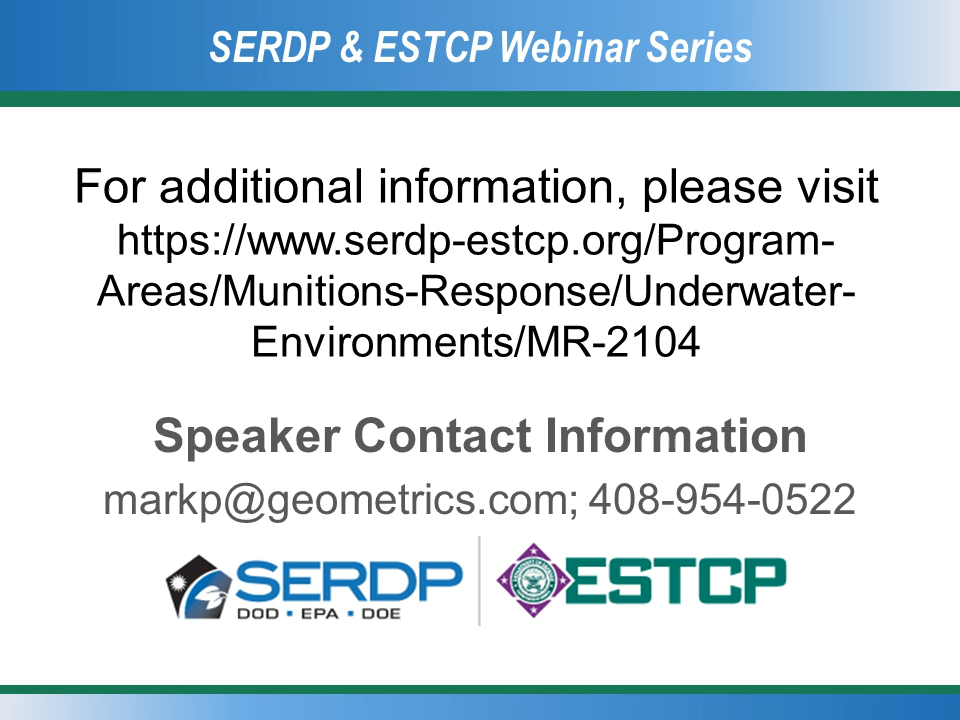 SERDP & ESTCP Webinar Series
For additional information, please visit
https://www.serdp-estcp.org/Program-
Areas/Munitions-Response/Underwater-
Environments/MR-2104
Speaker Contact Information
markp@geometrics.com; 408-954-0522
SERDP
DOD • EPA • DOE
ESTCP